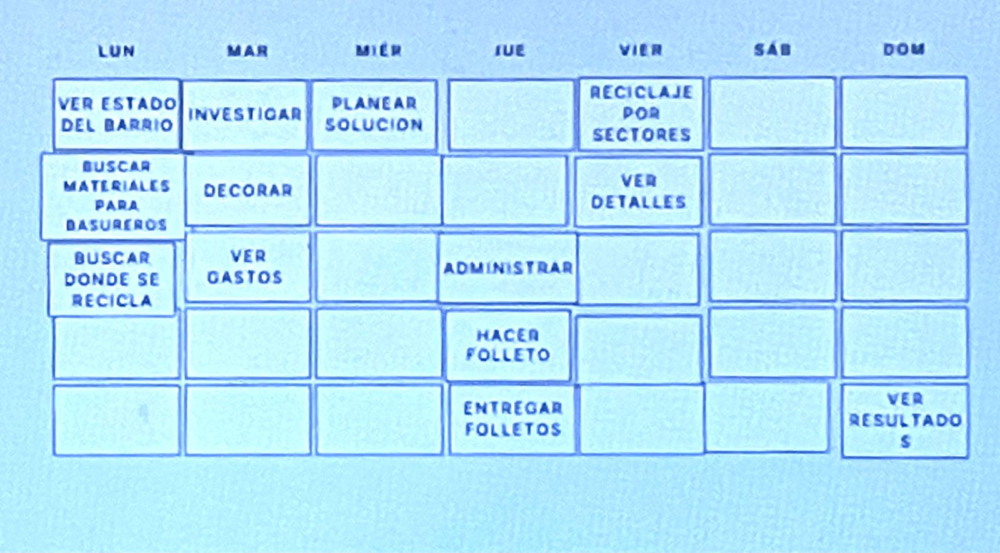 LUN MAR MIÉR JUE VIER SÁB DOM
VER ESTADO
DEL BARRIO
INVESTIGAR
PLANEAR
SOLUCION
RECICLAJE
POR
SECTORES
BUSCAR
MATERIALES
PARA
BASUREROS
DECORAR
VER
DETALLES
BUSCAR
DONDE SE
RECICLA
VER
GASTOS
ADMINISTRAR
HACER
FOLLETO
ENTREGAR
FOLLETOS
VER
RESULTADO
S